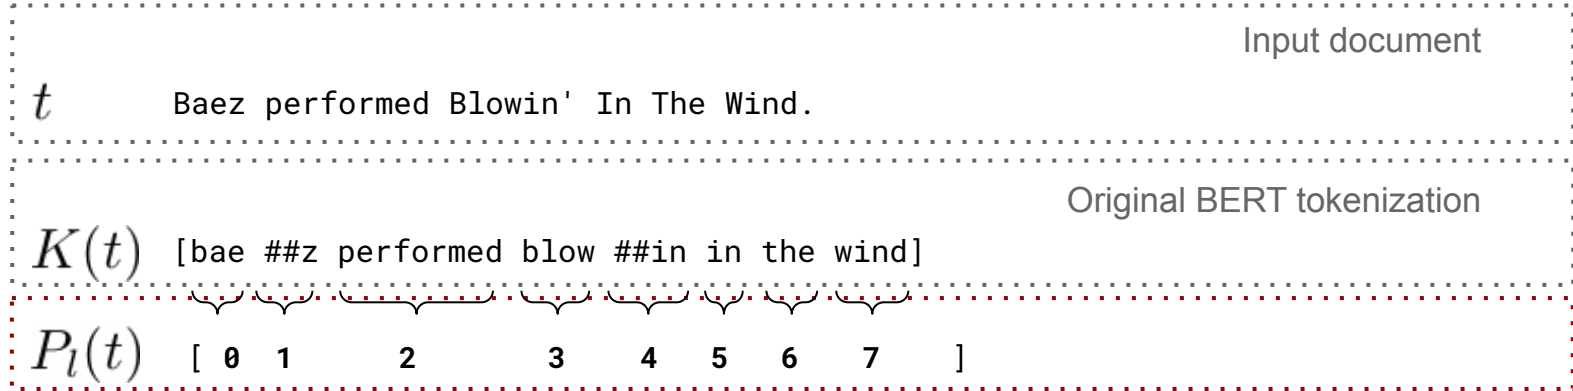 Input document
t Baez performed Blowin' In The Wind.
Original BERT tokenization
K(t) [bae ##z performed blow ##in in the wind]
P_l(t) [ 0 1 2 3 4 5 6 7 ]